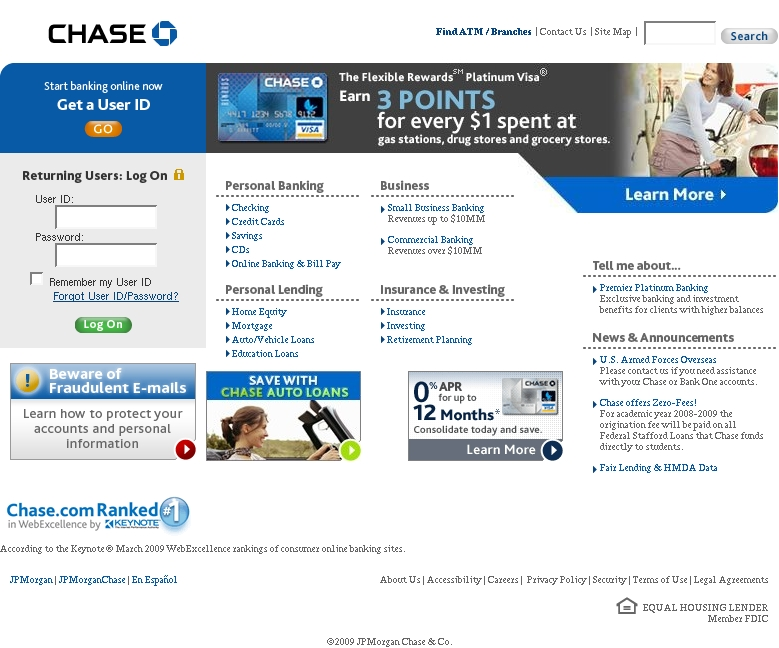 CHASE
Find ATM / Branches | Contact Us | Site Map |
Search
Start banking online now
Get a User ID
GO
CHASE
REWARDS
4417 1234 5678 9112
VISA
The Flexible Rewards℠ Platinum Visa®
Earn 3 POINTS
for every $1 spent at
gas stations, drug stores and grocery stores.
Learn More
Returning Users: Log On
User ID:
Password:
Remember my User ID
Forgot User ID/Password?
Log On
Personal Banking
Checking
Credit Cards
Savings
CDs
Online Banking & Bill Pay
Personal Lending
Home Equity
Mortgage
Auto/Vehicle Loans
Education Loans
Business
Small Business Banking
Revenues up to $10MM
Commercial Banking
Revenues over $10MM
Insurance & Investing
Insurance
Investing
Retirement Planning
Tell me about...
Premier Platinum Banking
Exclusive banking and investment
benefits for clients with higher balances
News & Announcements
U.S. Armed Forces Overseas
Please contact us if you need assistance
with your Chase or Bank One accounts.
Chase offers Zero-Fees!
For academic year 2008-2009 the
origination fee will be paid on all
Federal Stafford Loans that Chase funds
directly to students.
Fair Lending & HMDA Data
Beware of
Fraudulent E-mails
Learn how to protect your
accounts and personal
information
SAVE WITH
CHASE AUTO LOANS
0% APR
for up to
12 Months*
Consolidate today and save.
CHASE
Learn More
Chase.com Ranked #1
in WebExcellence by KEYNOTE
According to the Keynote® March 2009 WebExcellence rankings of consumer online banking sites.
JPMorgan | JPMorganChase | En Español
About Us | Accessibility | Careers | Privacy Policy | Security | Terms of Use | Legal Agreements
EQUAL HOUSING LENDER
Member FDIC
©2009 JPMorgan Chase & Co.